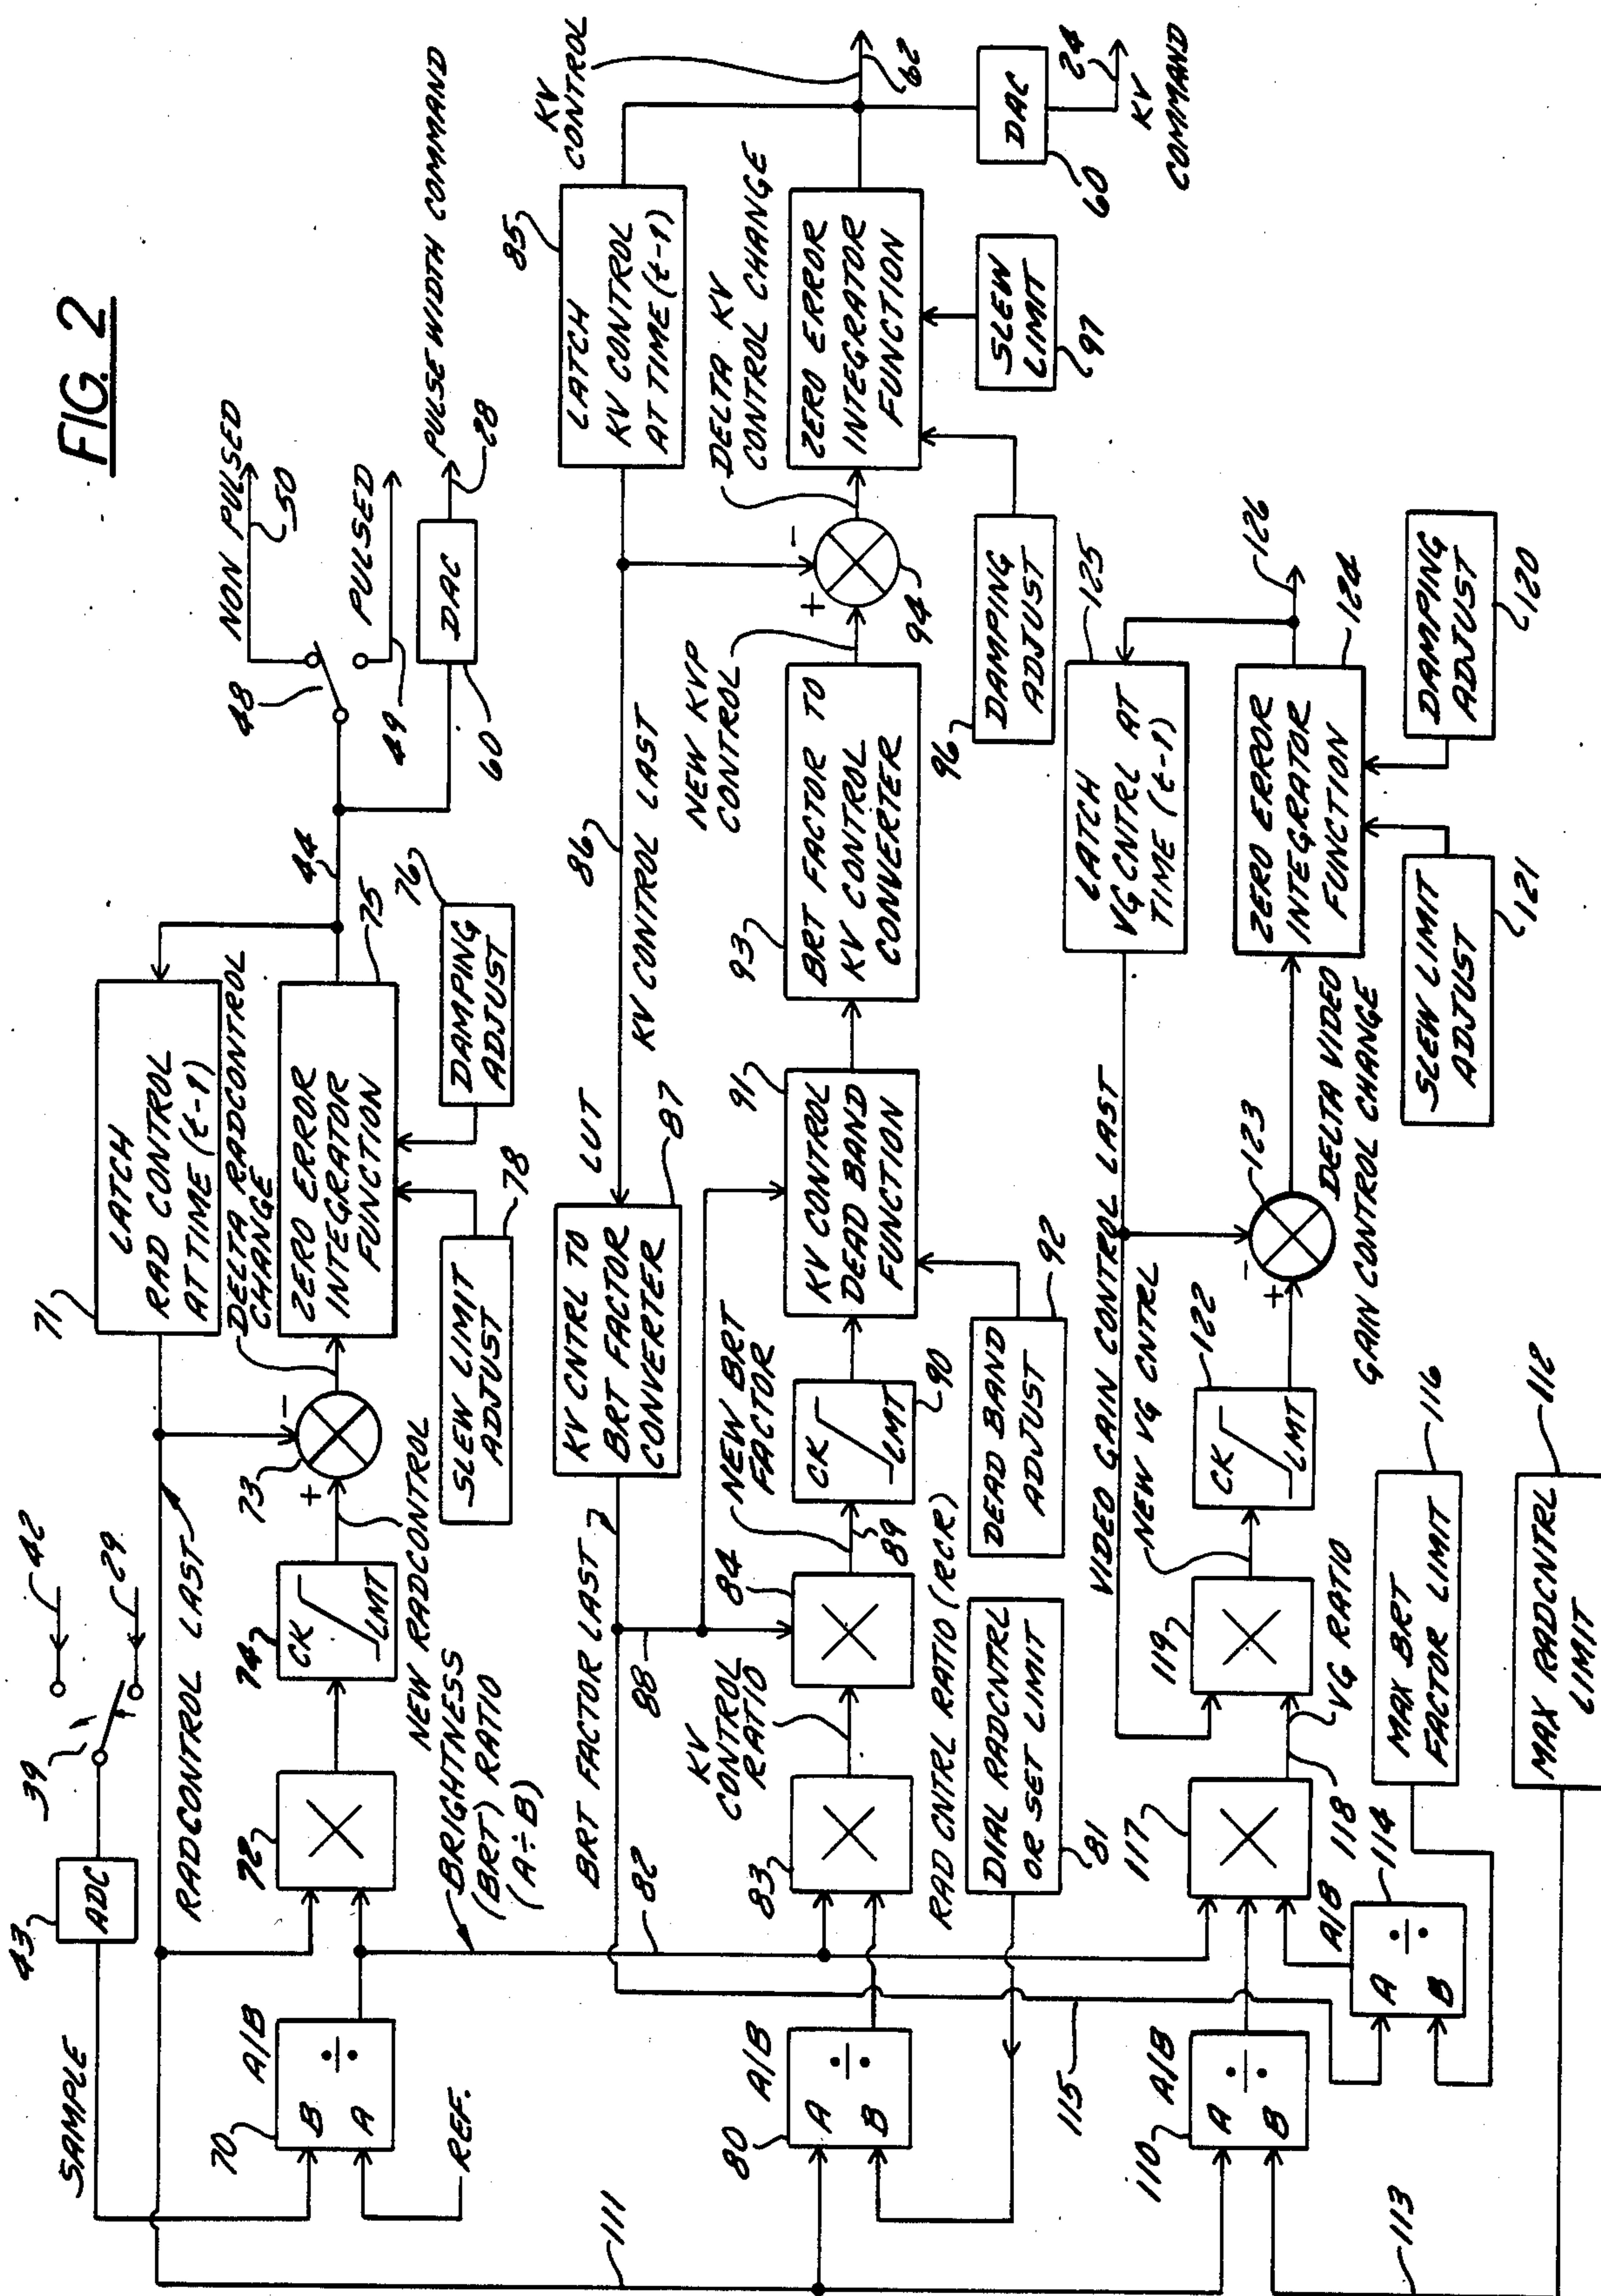 FIG. 2
SAMPLE
43
ADC
39
42
29
71
LATCH
RAD CONTROL
AT TIME (t-1)
RADCONTROL LAST
DELTA RADCONTROL
CHANGE
70
A/B
B
A
÷
REF.
72
BRIGHTNESS
(BRT) RATIO
(A÷B)
74
CK
LMT
NEW RADCONTROL
73
+
-
ZERO ERROR
INTEGRATOR
FUNCTION
75
SLEW LIMIT
ADJUST
78
DAMPING
ADJUST
76
44
48
49
NON PULSED
50
PULSED
DAC
60
28
PULSE WIDTH COMMAND
BRT FACTOR LAST
82
88
KV CNTRL TO
BRT FACTOR
CONVERTER
LUT
87
86
KV CONTROL LAST
LATCH
KV CONTROL
AT TIME (t-1)
85
KV
CONTROL
80
A/B
A
B
÷
83
KV
CONTROL
RATIO
84
89
NEW BRT
FACTOR
CK
LMT
90
KV CONTROL
DEAD BAND
FUNCTION
91
BRT FACTOR TO
KV CONTROL
CONVERTER
93
NEW KVP
CONTROL
+
-
94
DELTA KV
CONTROL CHANGE
ZERO ERROR
INTEGRATOR
FUNCTION
62
RAD CNTRL RATIO (RCR)
DIAL RADCNTRL
OR SET LIMIT
81
DEAD BAND
ADJUST
92
DAMPING
ADJUST
96
SLEW
LIMIT
97
DAC
60
24
KV
COMMAND
111
115
VIDEO GAIN CONTROL LAST
LATCH
VG CNTRL AT
TIME (t-1)
125
110
A/B
A
B
÷
117
118
VG RATIO
119
NEW VG CNTRL
CK
LMT
122
+
-
123
DELTA VIDEO
GAIN CONTROL CHANGE
ZERO ERROR
INTEGRATOR
FUNCTION
124
126
A/B
A
B
÷
114
MAX BRT
FACTOR LIMIT
116
SLEW LIMIT
ADJUST
121
DAMPING
ADJUST
120
113
MAX RADCNTRL
LIMIT
112